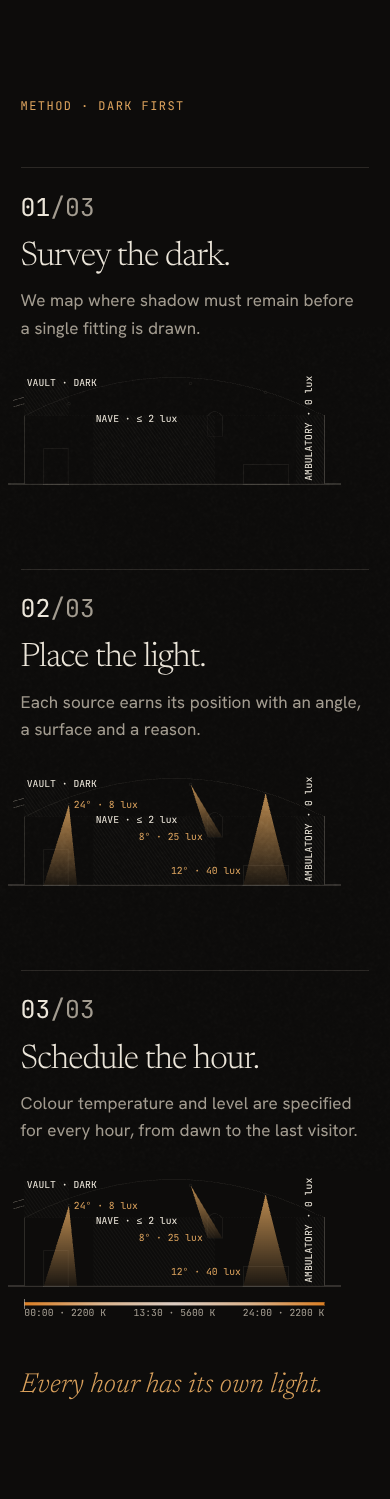 METHOD · DARK FIRST
01/03
Survey the dark.
We map where shadow must remain before
a single fitting is drawn.
VAULT · DARK
NAVE · ≤ 2 lux
AMBULATORY · 0 lux
02/03
Place the light.
Each source earns its position with an angle,
a surface and a reason.
VAULT · DARK
24° · 8 lux
NAVE · ≤ 2 lux
8° · 25 lux
12° · 40 lux
AMBULATORY · 0 lux
03/03
Schedule the hour.
Colour temperature and level are specified
for every hour, from dawn to the last visitor.
VAULT · DARK
24° · 8 lux
NAVE · ≤ 2 lux
8° · 25 lux
12° · 40 lux
AMBULATORY · 0 lux
00:00 · 2200 K 13:30 · 5600 K 24:00 · 2200 K
Every hour has its own light.